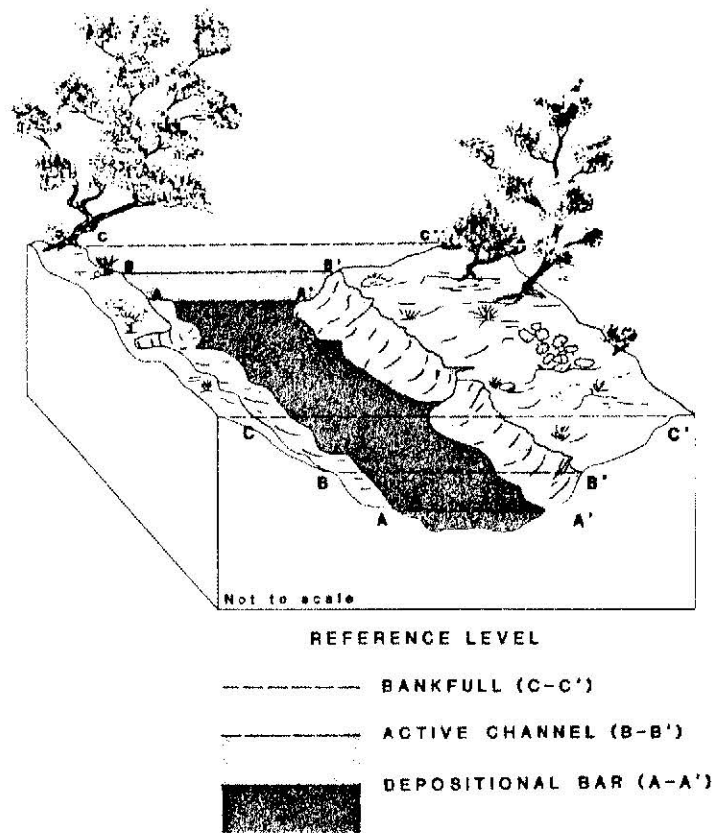 C C'
B B'
A A'
C C'
B B'
A A'
Not to scale
REFERENCE LEVEL
BANKFULL (C-C')
ACTIVE CHANNEL (B-B')
DEPOSITIONAL BAR (A-A')